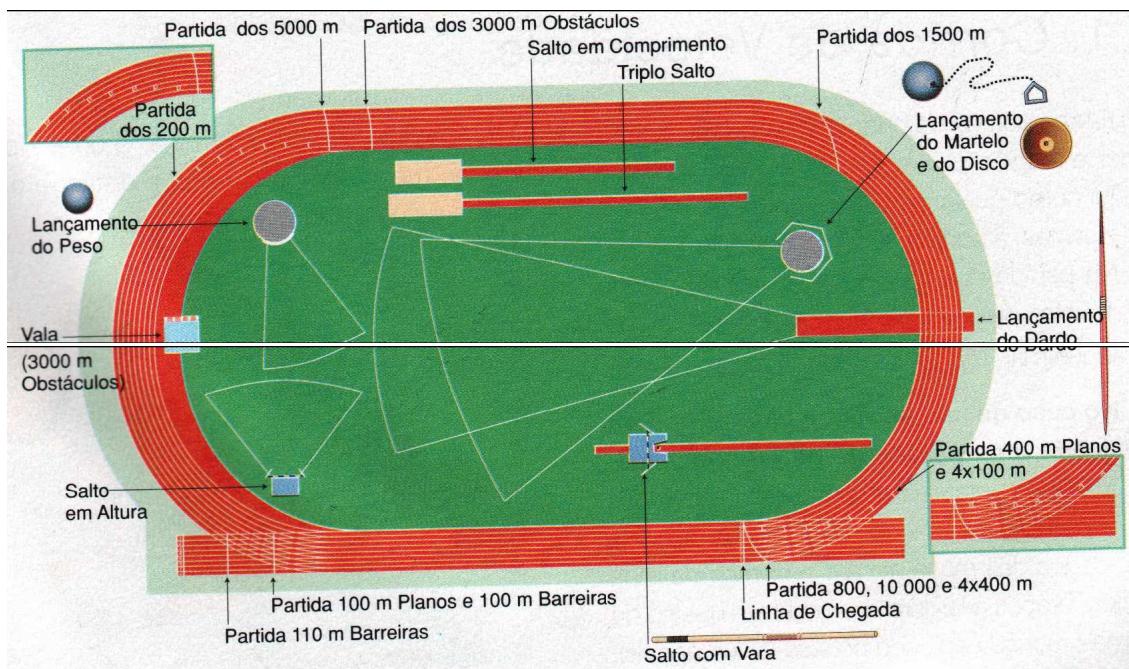 Partida dos 5000 m
Partida dos 3000 m Obstáculos
Salto em Comprimento
Triplo Salto
Partida dos 1500 m
Partida
dos 200 m
Lançamento
do Martelo
e do Disco
Lançamento
do Peso
Vala
(3000 m
Obstáculos)
Lançamento
do Dardo
Salto
em Altura
Partida 400 m Planos
e 4x100 m
Partida 100 m Planos e 100 m Barreiras
Partida 110 m Barreiras
Partida 800, 10 000 e 4x400 m
Linha de Chegada
Salto com Vara